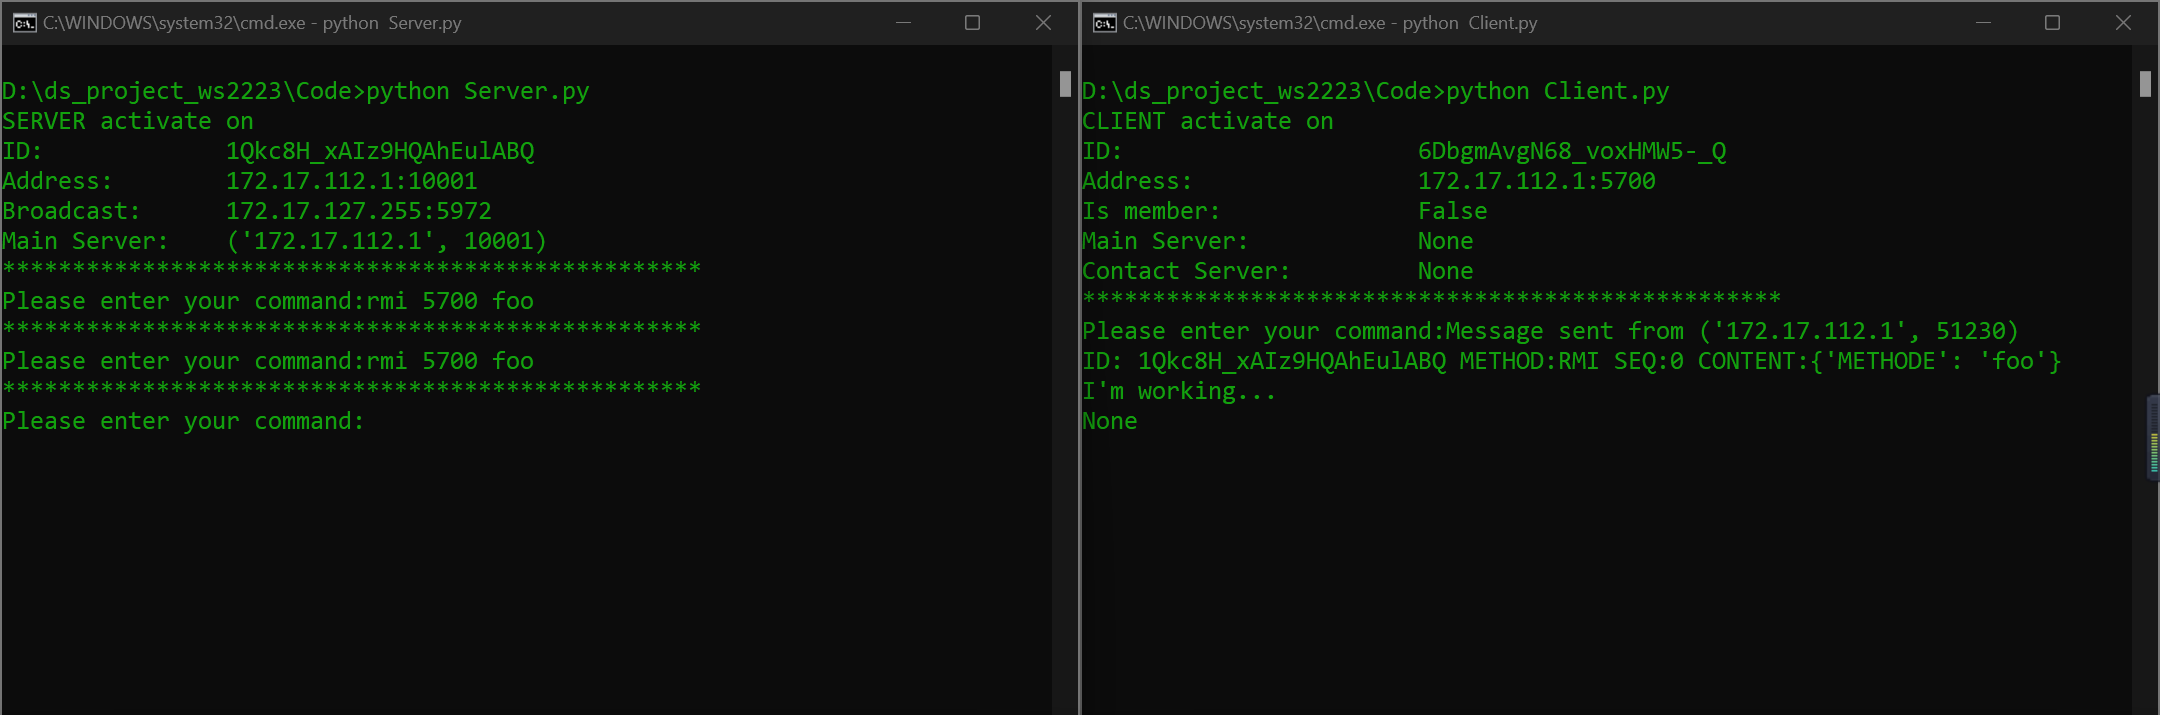 C:\WINDOWS\system32\cmd.exe - python  Server.py
D:\ds_project_ws2223\Code>python Server.py
SERVER activate on
ID:             1Qkc8H_xAIz9HQAhEulABQ
Address:        172.17.112.1:10001
Broadcast:      172.17.127.255:5972
Main Server:    ('172.17.112.1', 10001)
**************************************************
Please enter your command:rmi 5700 foo
**************************************************
Please enter your command:rmi 5700 foo
**************************************************
Please enter your command:
C:\WINDOWS\system32\cmd.exe - python  Client.py
D:\ds_project_ws2223\Code>python Client.py
CLIENT activate on
ID:                     6DbgmAvgN68_voxHMW5-_Q
Address:                172.17.112.1:5700
Is member:              False
Main Server:            None
Contact Server:         None
**************************************************
Please enter your command:Message sent from ('172.17.112.1', 51230)
ID: 1Qkc8H_xAIz9HQAhEulABQ METHOD:RMI SEQ:0 CONTENT:{'METHODE': 'foo'}
I'm working...
None